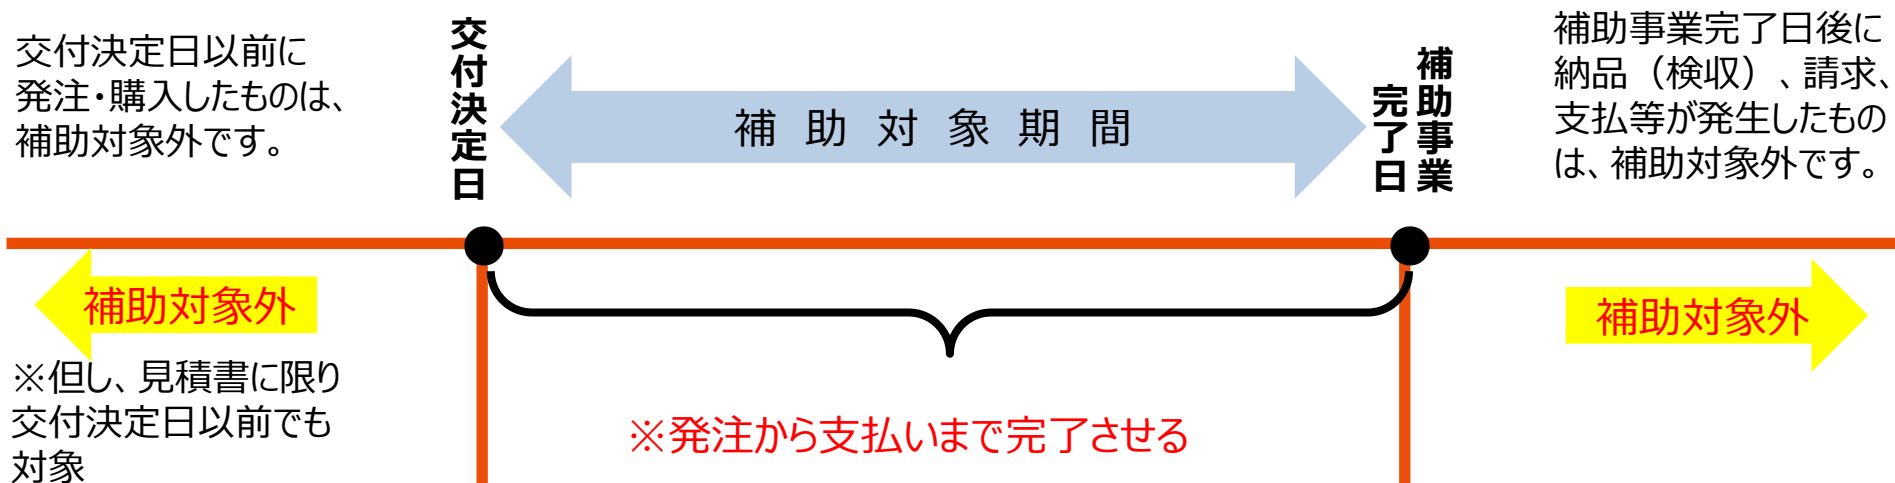 交付決定日以前に
発注・購入したものは、
補助対象外です。
交付決定日
補助対象期間
補助事業
完了日
補助事業完了日後に
納品（検収）、請求、
支払等が発生したもの
は、補助対象外です。
補助対象外
補助対象外
※但し、見積書に限り
交付決定日以前でも
対象
※発注から支払いまで完了させる